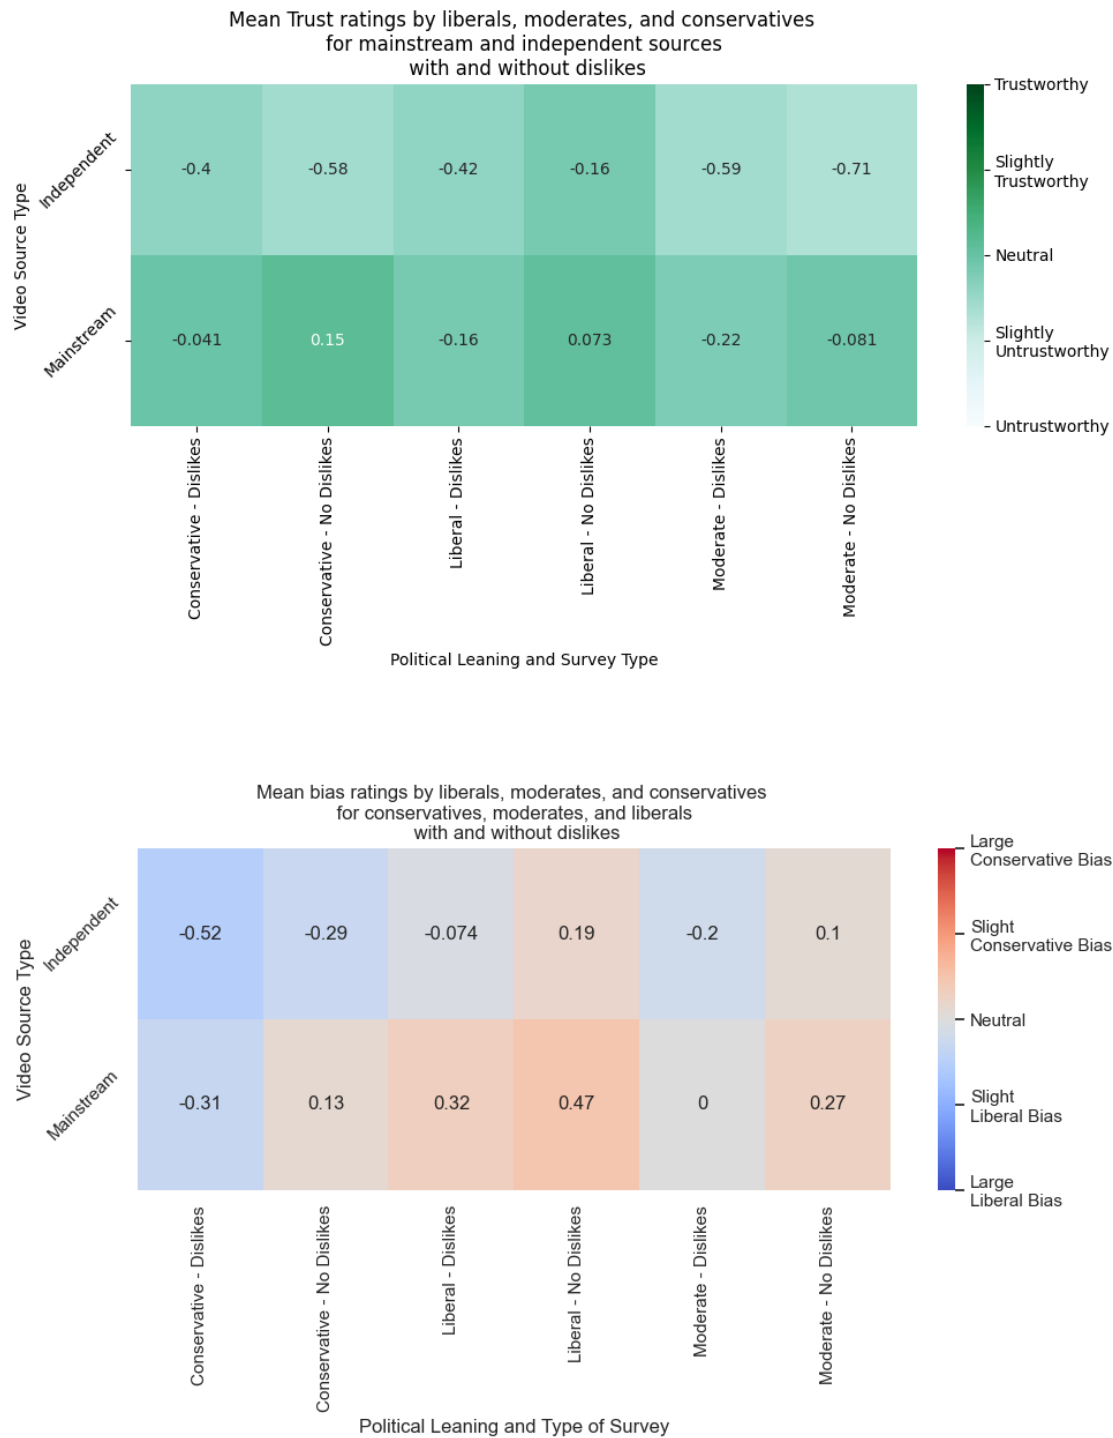 Mean Trust ratings by liberals, moderates, and conservatives
for mainstream and independent sources
with and without dislikes
Video Source Type
Independent
Mainstream
-0.4
-0.58
-0.42
-0.16
-0.59
-0.71
-0.041
0.15
-0.16
0.073
-0.22
-0.081
Conservative - Dislikes
Conservative - No Dislikes
Liberal - Dislikes
Liberal - No Dislikes
Moderate - Dislikes
Moderate - No Dislikes
Political Leaning and Survey Type
Trustworthy
Slightly
Trustworthy
Neutral
Slightly
Untrustworthy
Untrustworthy
Mean bias ratings by liberals, moderates, and conservatives
for conservatives, moderates, and liberals
with and without dislikes
Video Source Type
Independent
Mainstream
-0.52
-0.29
-0.074
0.19
-0.2
0.1
-0.31
0.13
0.32
0.47
0
0.27
Conservative - Dislikes
Conservative - No Dislikes
Liberal - Dislikes
Liberal - No Dislikes
Moderate - Dislikes
Moderate - No Dislikes
Political Leaning and Type of Survey
Large
Conservative Bias
Slight
Conservative Bias
Neutral
Slight
Liberal Bias
Large
Liberal Bias